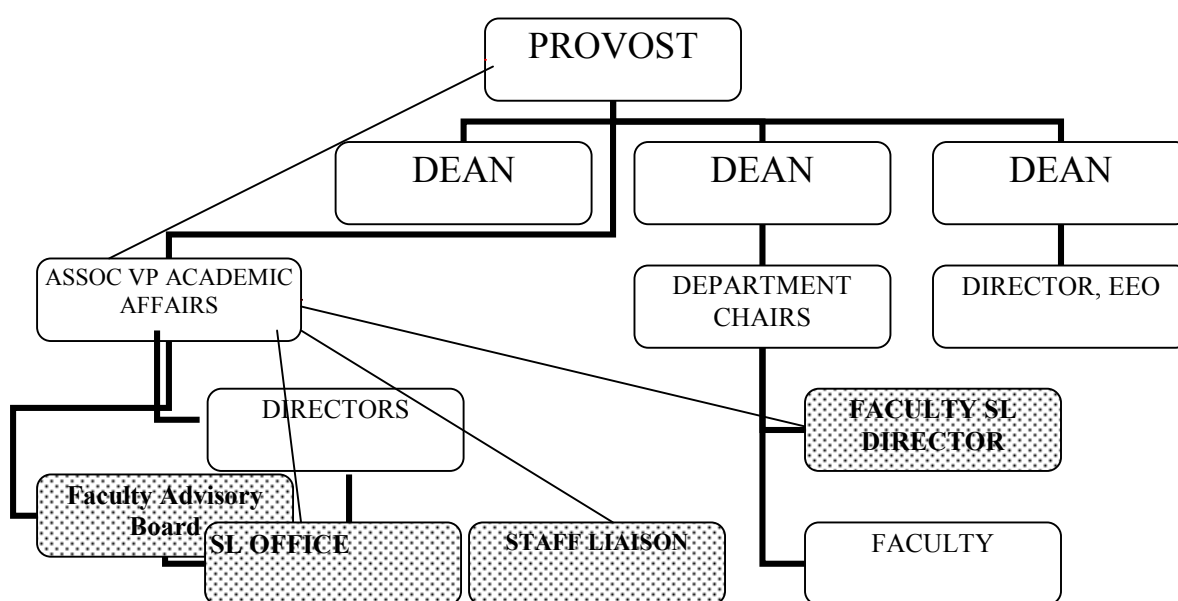 PROVOST
DEAN
DEAN
DEAN
ASSOC VP ACADEMIC
AFFAIRS
DEPARTMENT
CHAIRS
DIRECTOR, EEO
DIRECTORS
FACULTY SL
DIRECTOR
Faculty Advisory
Board
SL OFFICE
STAFF LIAISON
FACULTY